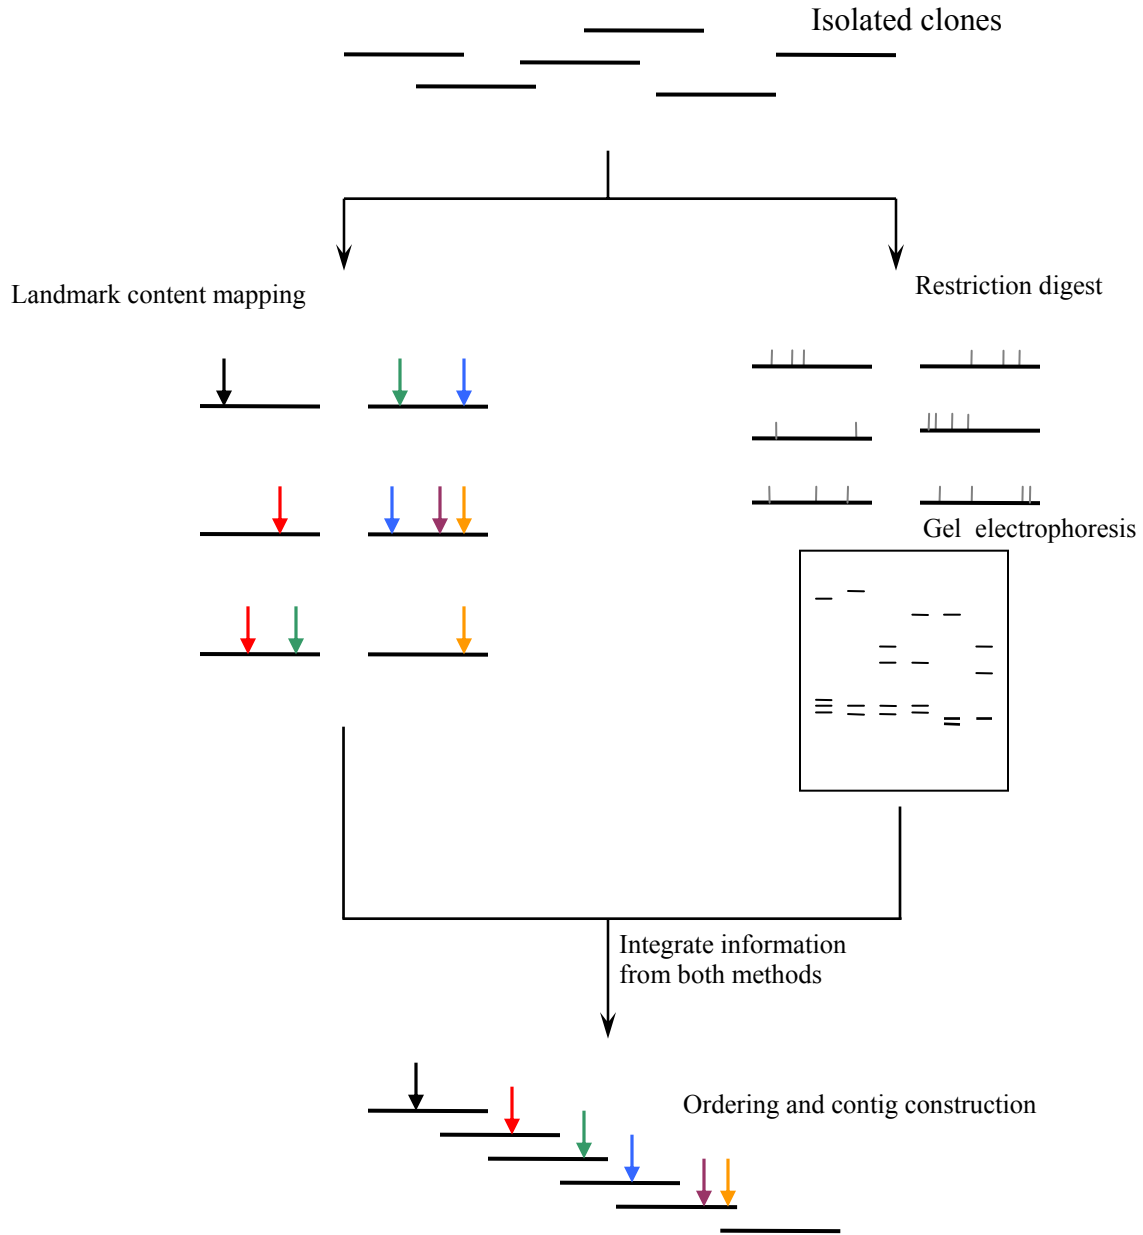 Isolated clones
Landmark content mapping
Restriction digest
Gel electrophoresis
Integrate information
from both methods
Ordering and contig construction